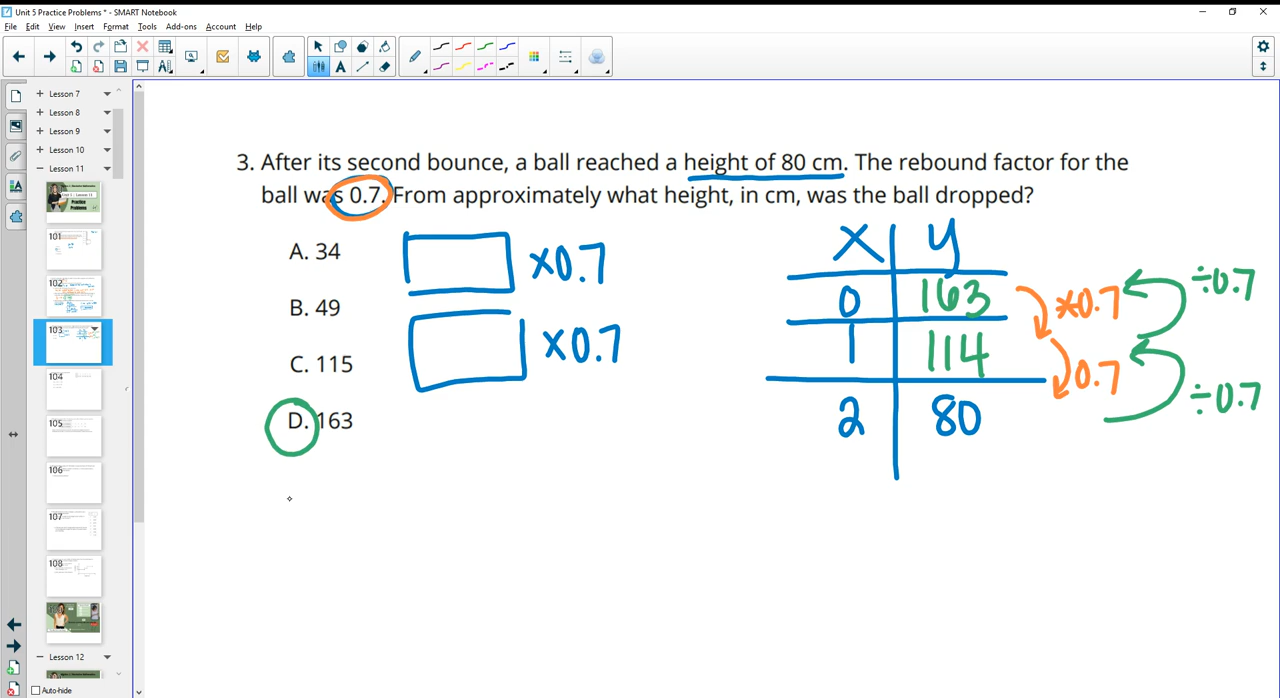 Unit 5 Practice Problems * - SMART Notebook
File Edit View Insert Format Tools Add-ons Account Help
Lesson 7
Lesson 8
Lesson 9
Lesson 10
Lesson 11
Practice
Problems
101
102
103
104
105
106
107
108
Lesson 12
Auto-hide
3. After its second bounce, a ball reached a height of 80 cm. The rebound factor for the
ball was 0.7. From approximately what height, in cm, was the ball dropped?
A. 34
B. 49
C. 115
D. 163
×0.7
×0.7
x y
0 163
1 114
2 80
×0.7
0.7
÷0.7
÷0.7